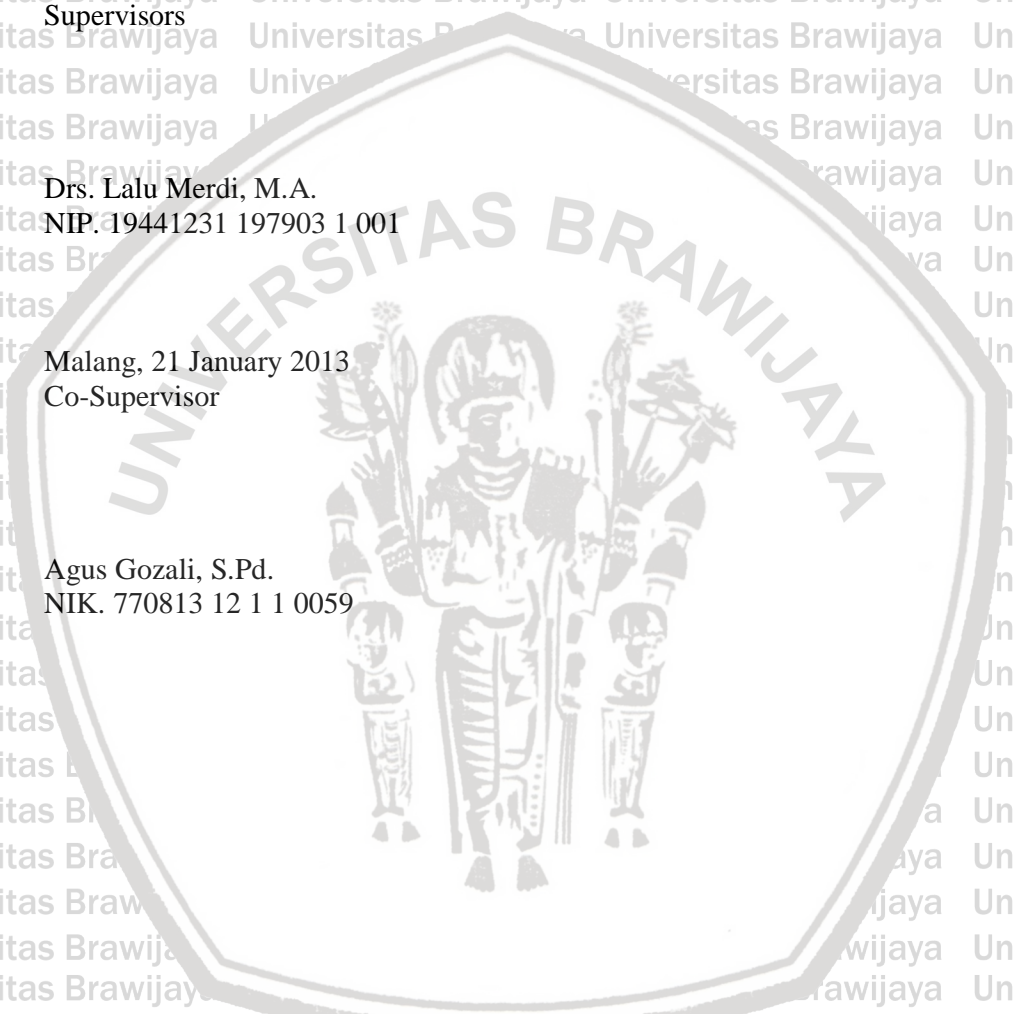 Supervisors
Drs. Lalu Merdi, M.A.
NIP. 19441231 197903 1 001
Malang, 21 January 2013
Co-Supervisor
Agus Gozali, S.Pd.
NIK. 770813 12 1 1 0059
UNIVERSITAS BRAWIJAYA